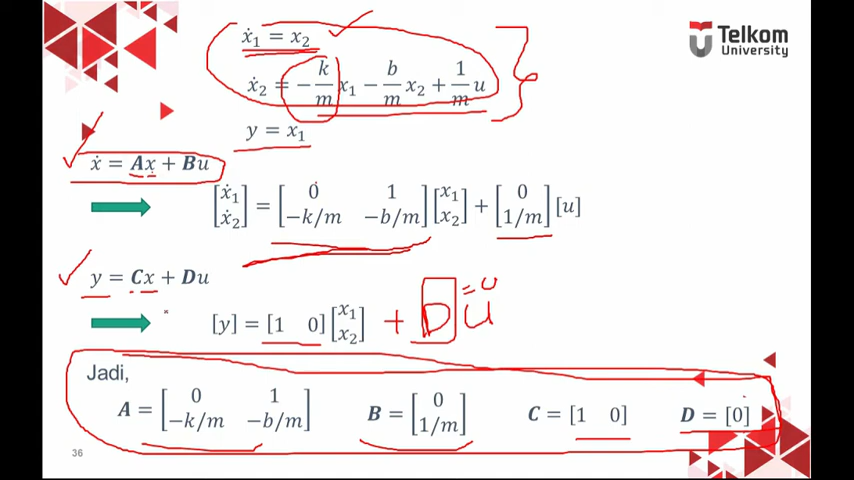 ẋ₁ = x₂
Telkom University
ẋ₂ = −k/m x₁ − b/m x₂ + 1/m u
y = x₁
ẋ = Ax + Bu
[ẋ₁ ẋ₂] = [0 1 −k/m −b/m] [x₁ x₂] + [0 1/m] [u]
y = Cx + Du
[y] = [1 0] [x₁ x₂] + D u = 0
Jadi,
A = [0 1 −k/m −b/m] B = [0 1/m] C = [1 0] D = [0]
36